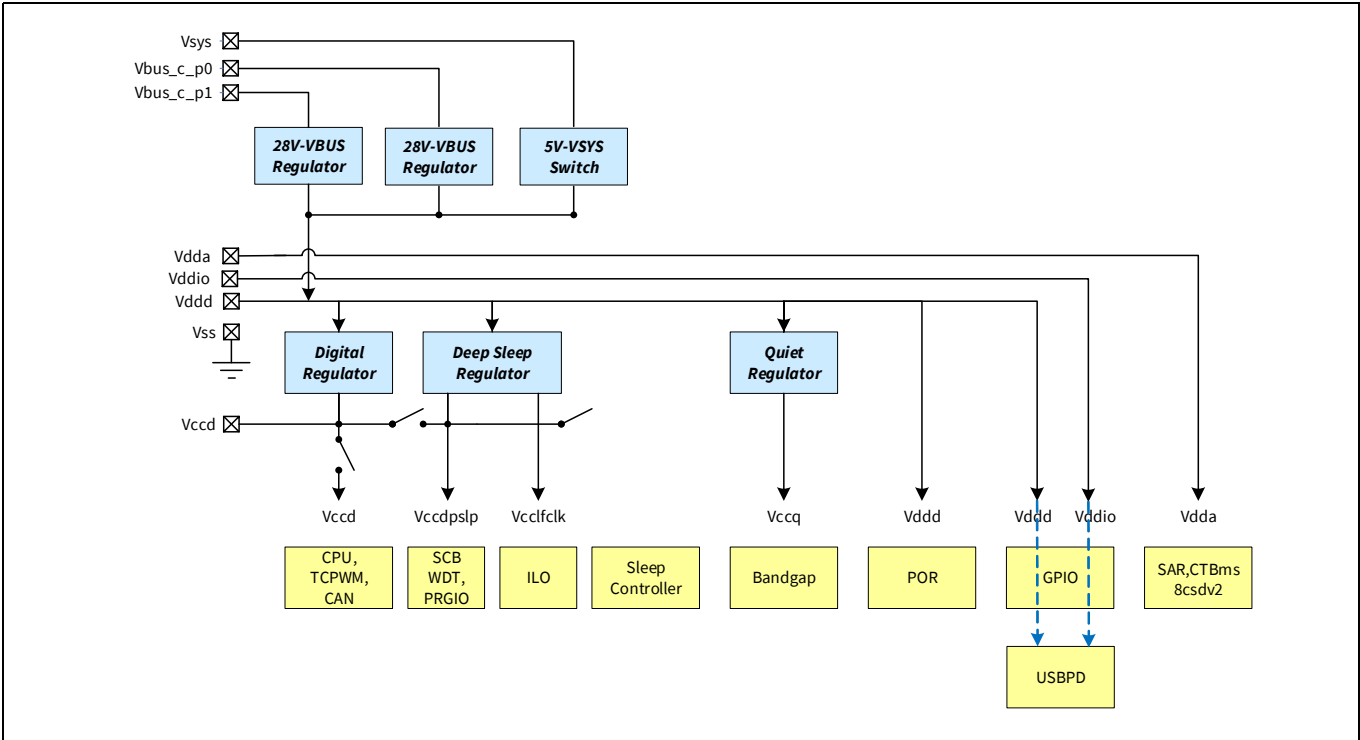 Vsys
Vbus_c_p0
Vbus_c_p1
28V-VBUS
Regulator
28V-VBUS
Regulator
5V-VSYS
Switch
Vdda
Vddio
Vddd
Vss
Digital
Regulator
Deep Sleep
Regulator
Quiet
Regulator
Vccd
Vccd
Vccdpslp
Vcclfclk
Vccq
Vddd
Vddd
Vddio
Vdda
CPU,
TCPWM,
CAN
SCB
WDT,
PRGIO
ILO
Sleep
Controller
Bandgap
POR
GPIO
SAR,CTBms
8csdv2
USBPD